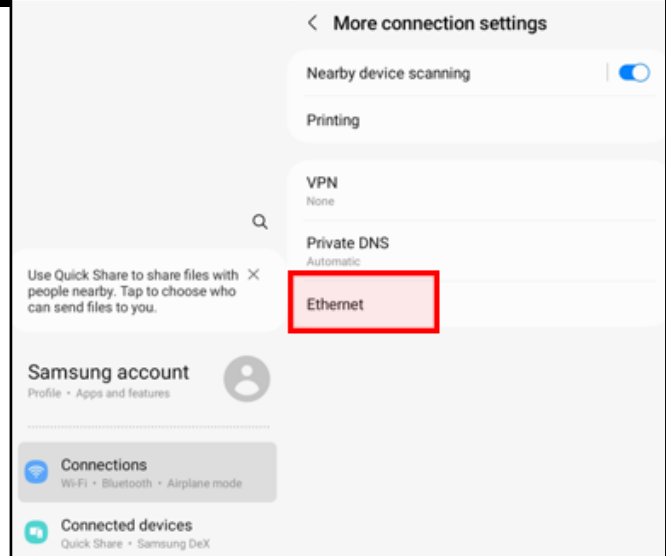 More connection settings
Nearby device scanning
Printing
VPN
None
Private DNS
Automatic
Ethernet
Use Quick Share to share files with
people nearby. Tap to choose who
can send files to you.
Samsung account
Profile • Apps and features
Connections
Wi-Fi • Bluetooth • Airplane mode
Connected devices
Quick Share • Samsung DeX